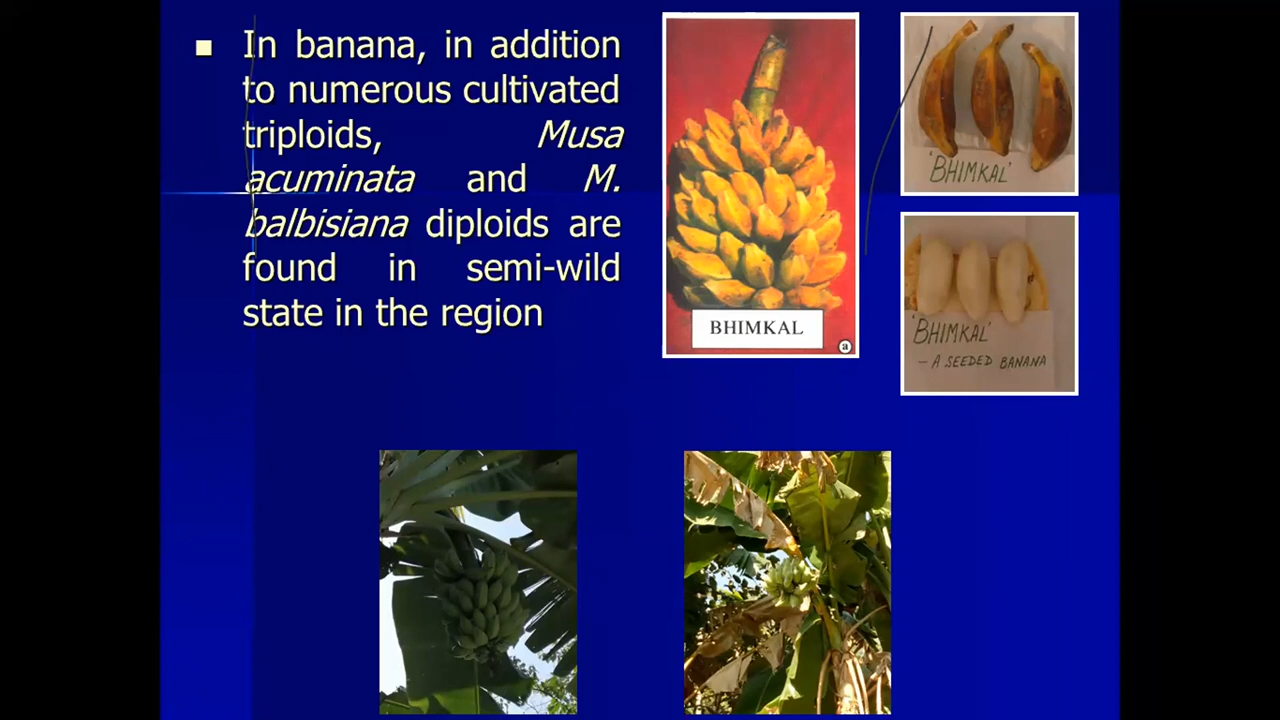 In banana, in addition
to numerous cultivated
triploids, Musa
acuminata and M.
balbisiana diploids are
found in semi-wild
state in the region
BHIMKAL
a
'BHIMKAL'
'BHIMKAL'
- A SEEDED BANANA